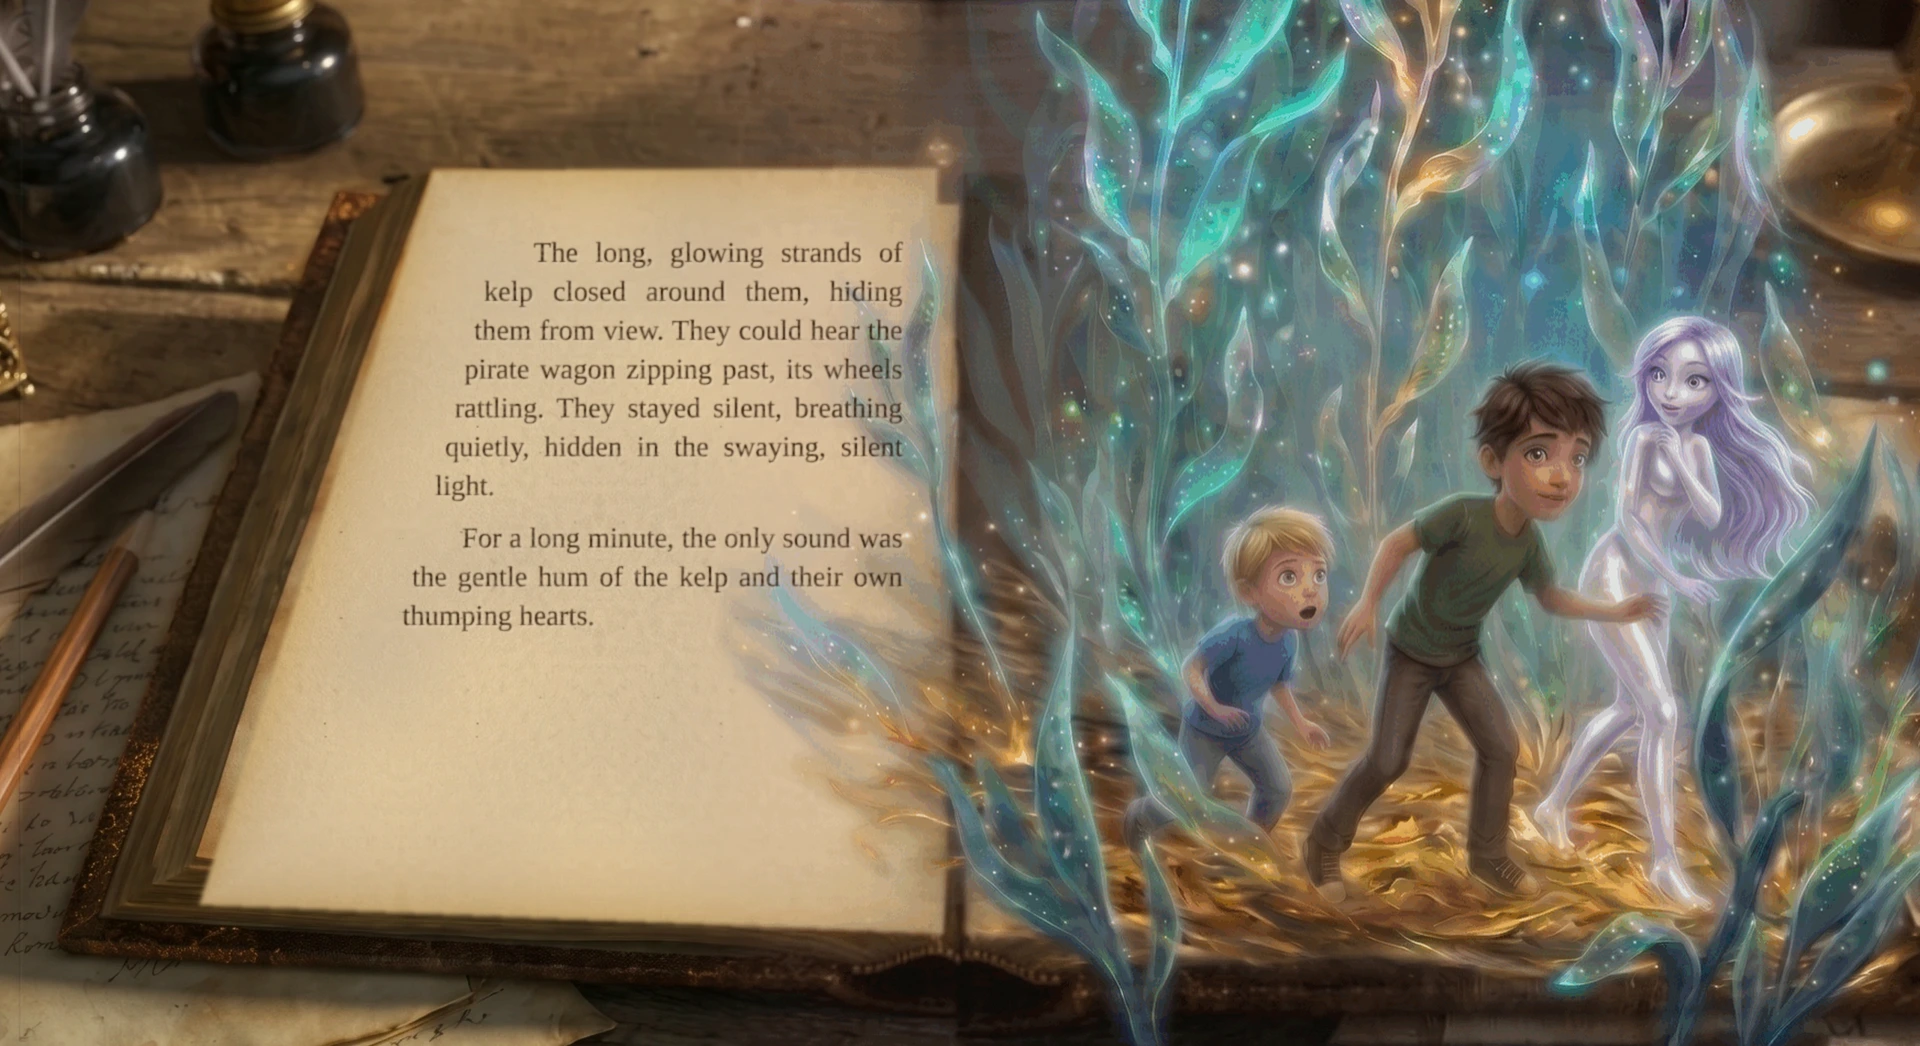 The long, glowing strands of
kelp closed around them, hiding
them from view. They could hear the
pirate wagon zipping past, its wheels
rattling. They stayed silent, breathing
quietly, hidden in the swaying, silent
light.
For a long minute, the only sound was
the gentle hum of the kelp and their own
thumping hearts.